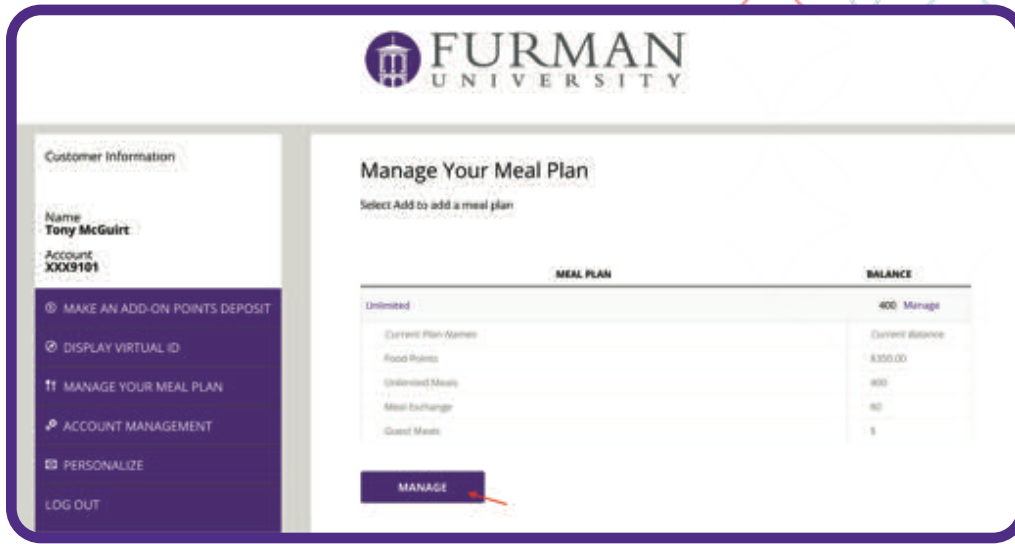 FURMAN
UNIVERSITY
Customer Information
Name
Tony McGuirt
Account
XXX9101
MAKE AN ADD-ON POINTS DEPOSIT
DISPLAY VIRTUAL ID
MANAGE YOUR MEAL PLAN
ACCOUNT MANAGEMENT
PERSONALIZE
LOG OUT
Manage Your Meal Plan
Select Add to add a meal plan
MEAL PLAN BALANCE
Unlimited 400 Manage
Current Plan Names Current Balance
Food Points $350.00
Unlimited Meals 400
Meal Exchange
Guest Meals 5
MANAGE